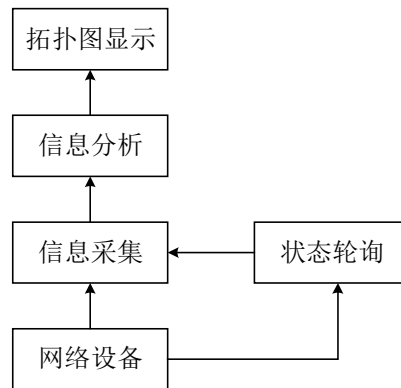 拓扑图显示
信息分析
信息采集
状态轮询
网络设备